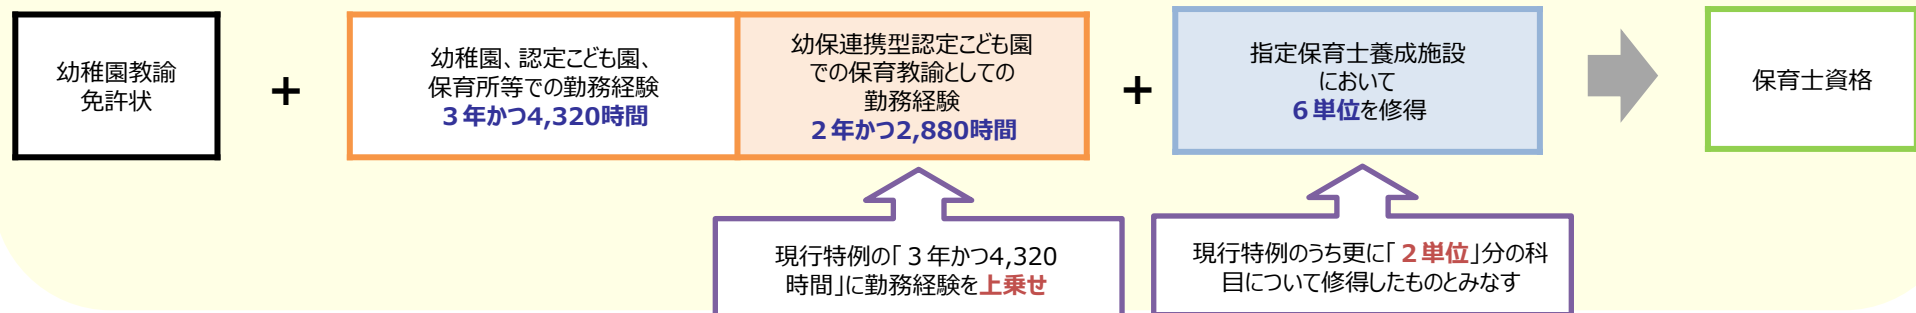 幼稚園教諭
免許状
+
幼稚園、認定こども園、
保育所等での勤務経験
3年かつ4,320時間
幼保連携型認定こども園
での保育教諭としての
勤務経験
2年かつ2,880時間
+
指定保育士養成施設
において
6単位を修得
保育士資格
現行特例の「3年かつ4,320
時間」に勤務経験を上乗せ
現行特例のうち更に「2単位」分の科
目について修得したものとみなす